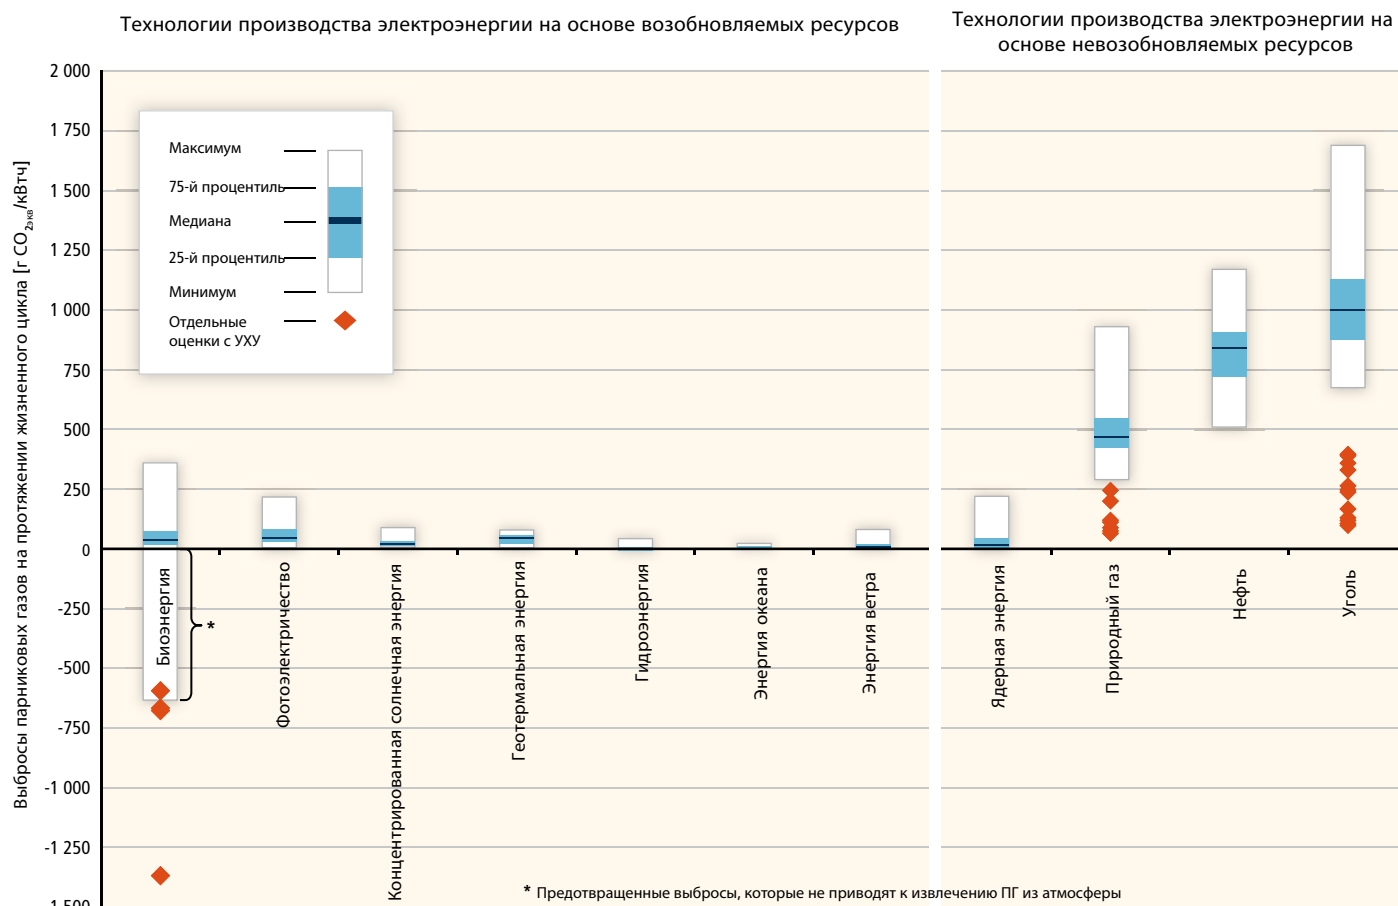 Технологии производства электроэнергии на основе возобновляемых ресурсов
Технологии производства электроэнергии на
основе невозобновляемых ресурсов
Выбросы парниковых газов на протяжении жизненного цикла [г CO2экв/кВтч]
2 000
1 750
1 500
1 250
1 000
750
500
250
0
-250
-500
-750
-1 000
-1 250
-1 500
Максимум
75-й процентиль
Медиана
25-й процентиль
Минимум
Отдельные
оценки с УХУ
Биоэнергия
*
Фотоэлектричество
Концентрированная солнечная энергия
Геотермальная энергия
Гидроэнергия
Энергия океана
Энергия ветра
Ядерная энергия
Природный газ
Нефть
Уголь
* Предотвращенные выбросы, которые не приводят к извлечению ПГ из атмосферы